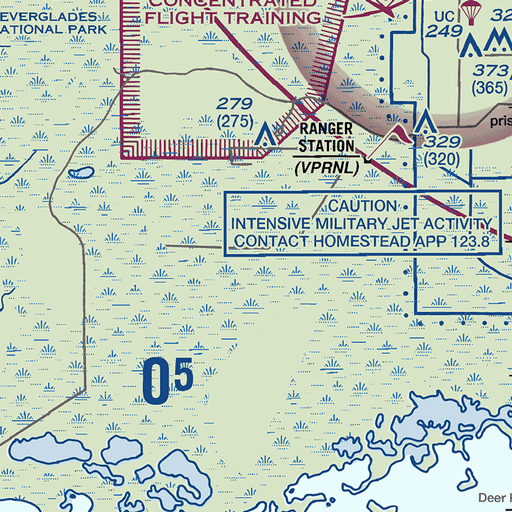 CONCENTRATED
FLIGHT TRAINING
EVERGLADES
NATIONAL PARK
UC
249
373
(365)
279
(275)
RANGER
STATION
(VPRNL)
329
(320)
CAUTION:
INTENSIVE MILITARY JET ACTIVITY
CONTACT HOMESTEAD APP 123.8
05
Deer